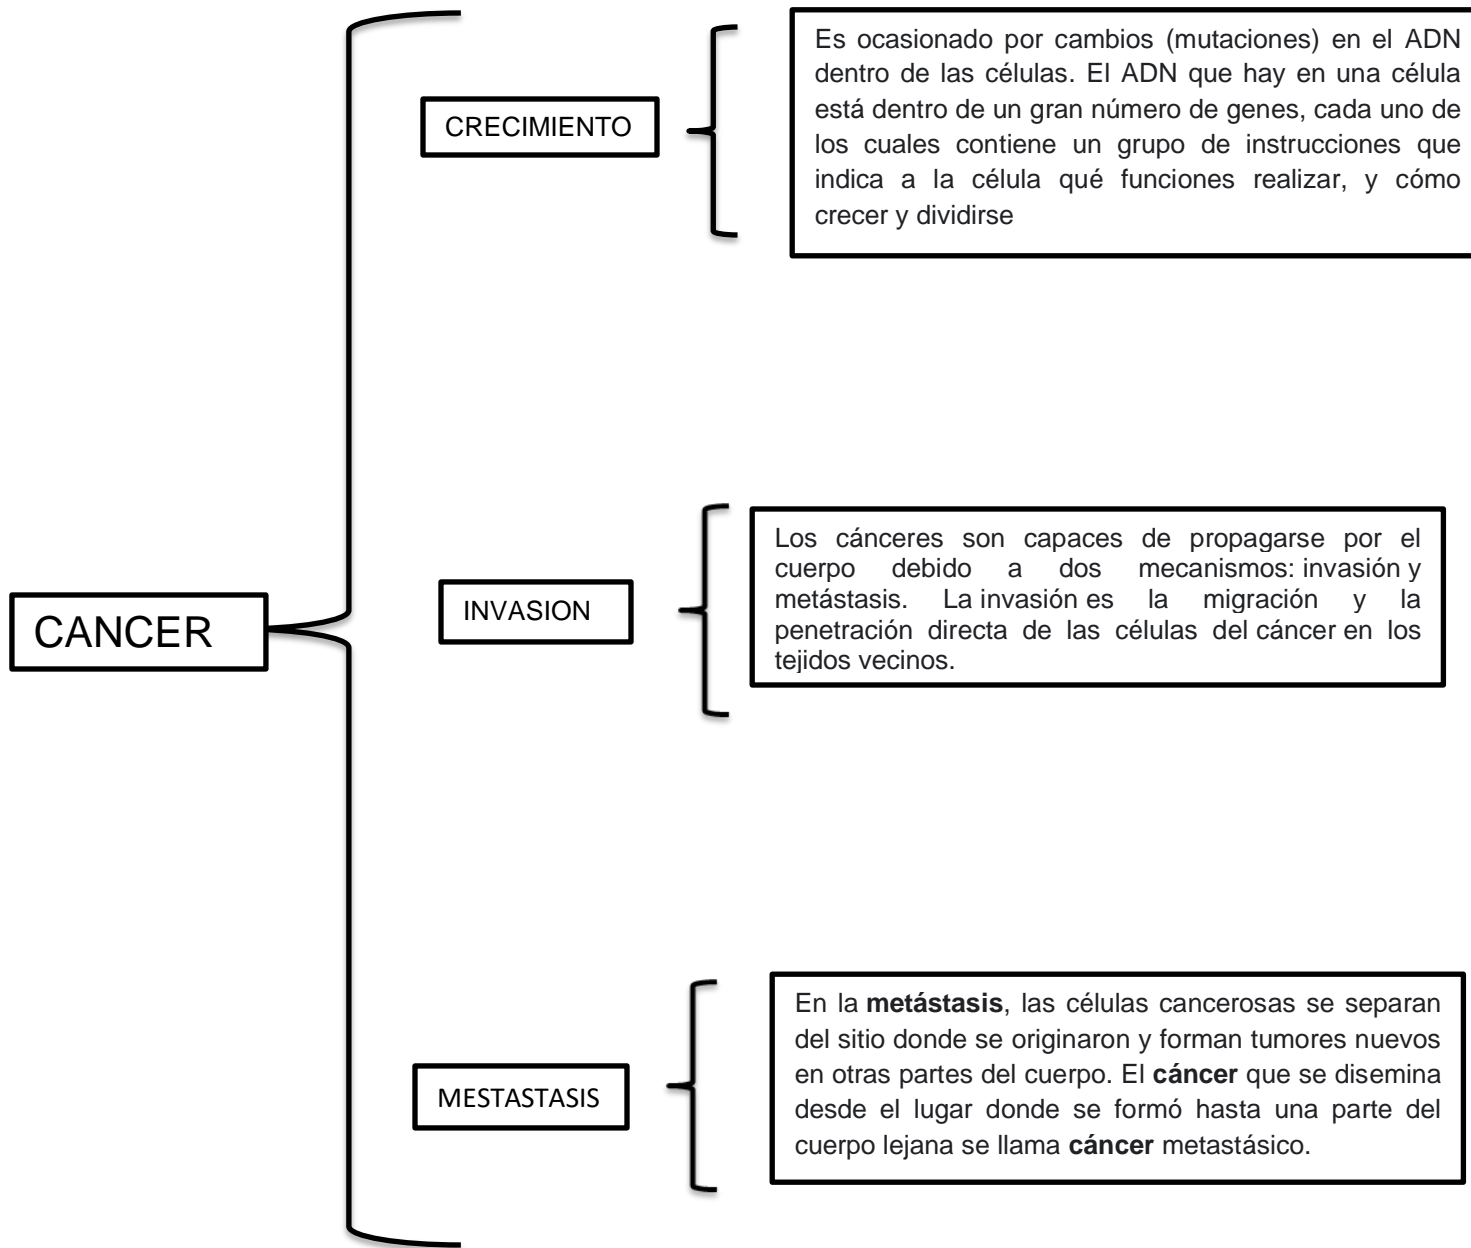 CANCER
CRECIMIENTO
Es ocasionado por cambios (mutaciones) en el ADN
dentro de las células. El ADN que hay en una célula
está dentro de un gran número de genes, cada uno de
los cuales contiene un grupo de instrucciones que
indica a la célula qué funciones realizar, y cómo
crecer y dividirse
INVASION
Los cánceres son capaces de propagarse por el
cuerpo debido a dos mecanismos: invasión y
metástasis. La invasión es la migración y la
penetración directa de las células del cáncer en los
tejidos vecinos.
MESTASTASIS
En la metástasis, las células cancerosas se separan
del sitio donde se originaron y forman tumores nuevos
en otras partes del cuerpo. El cáncer que se disemina
desde el lugar donde se formó hasta una parte del
cuerpo lejana se llama cáncer metastásico.